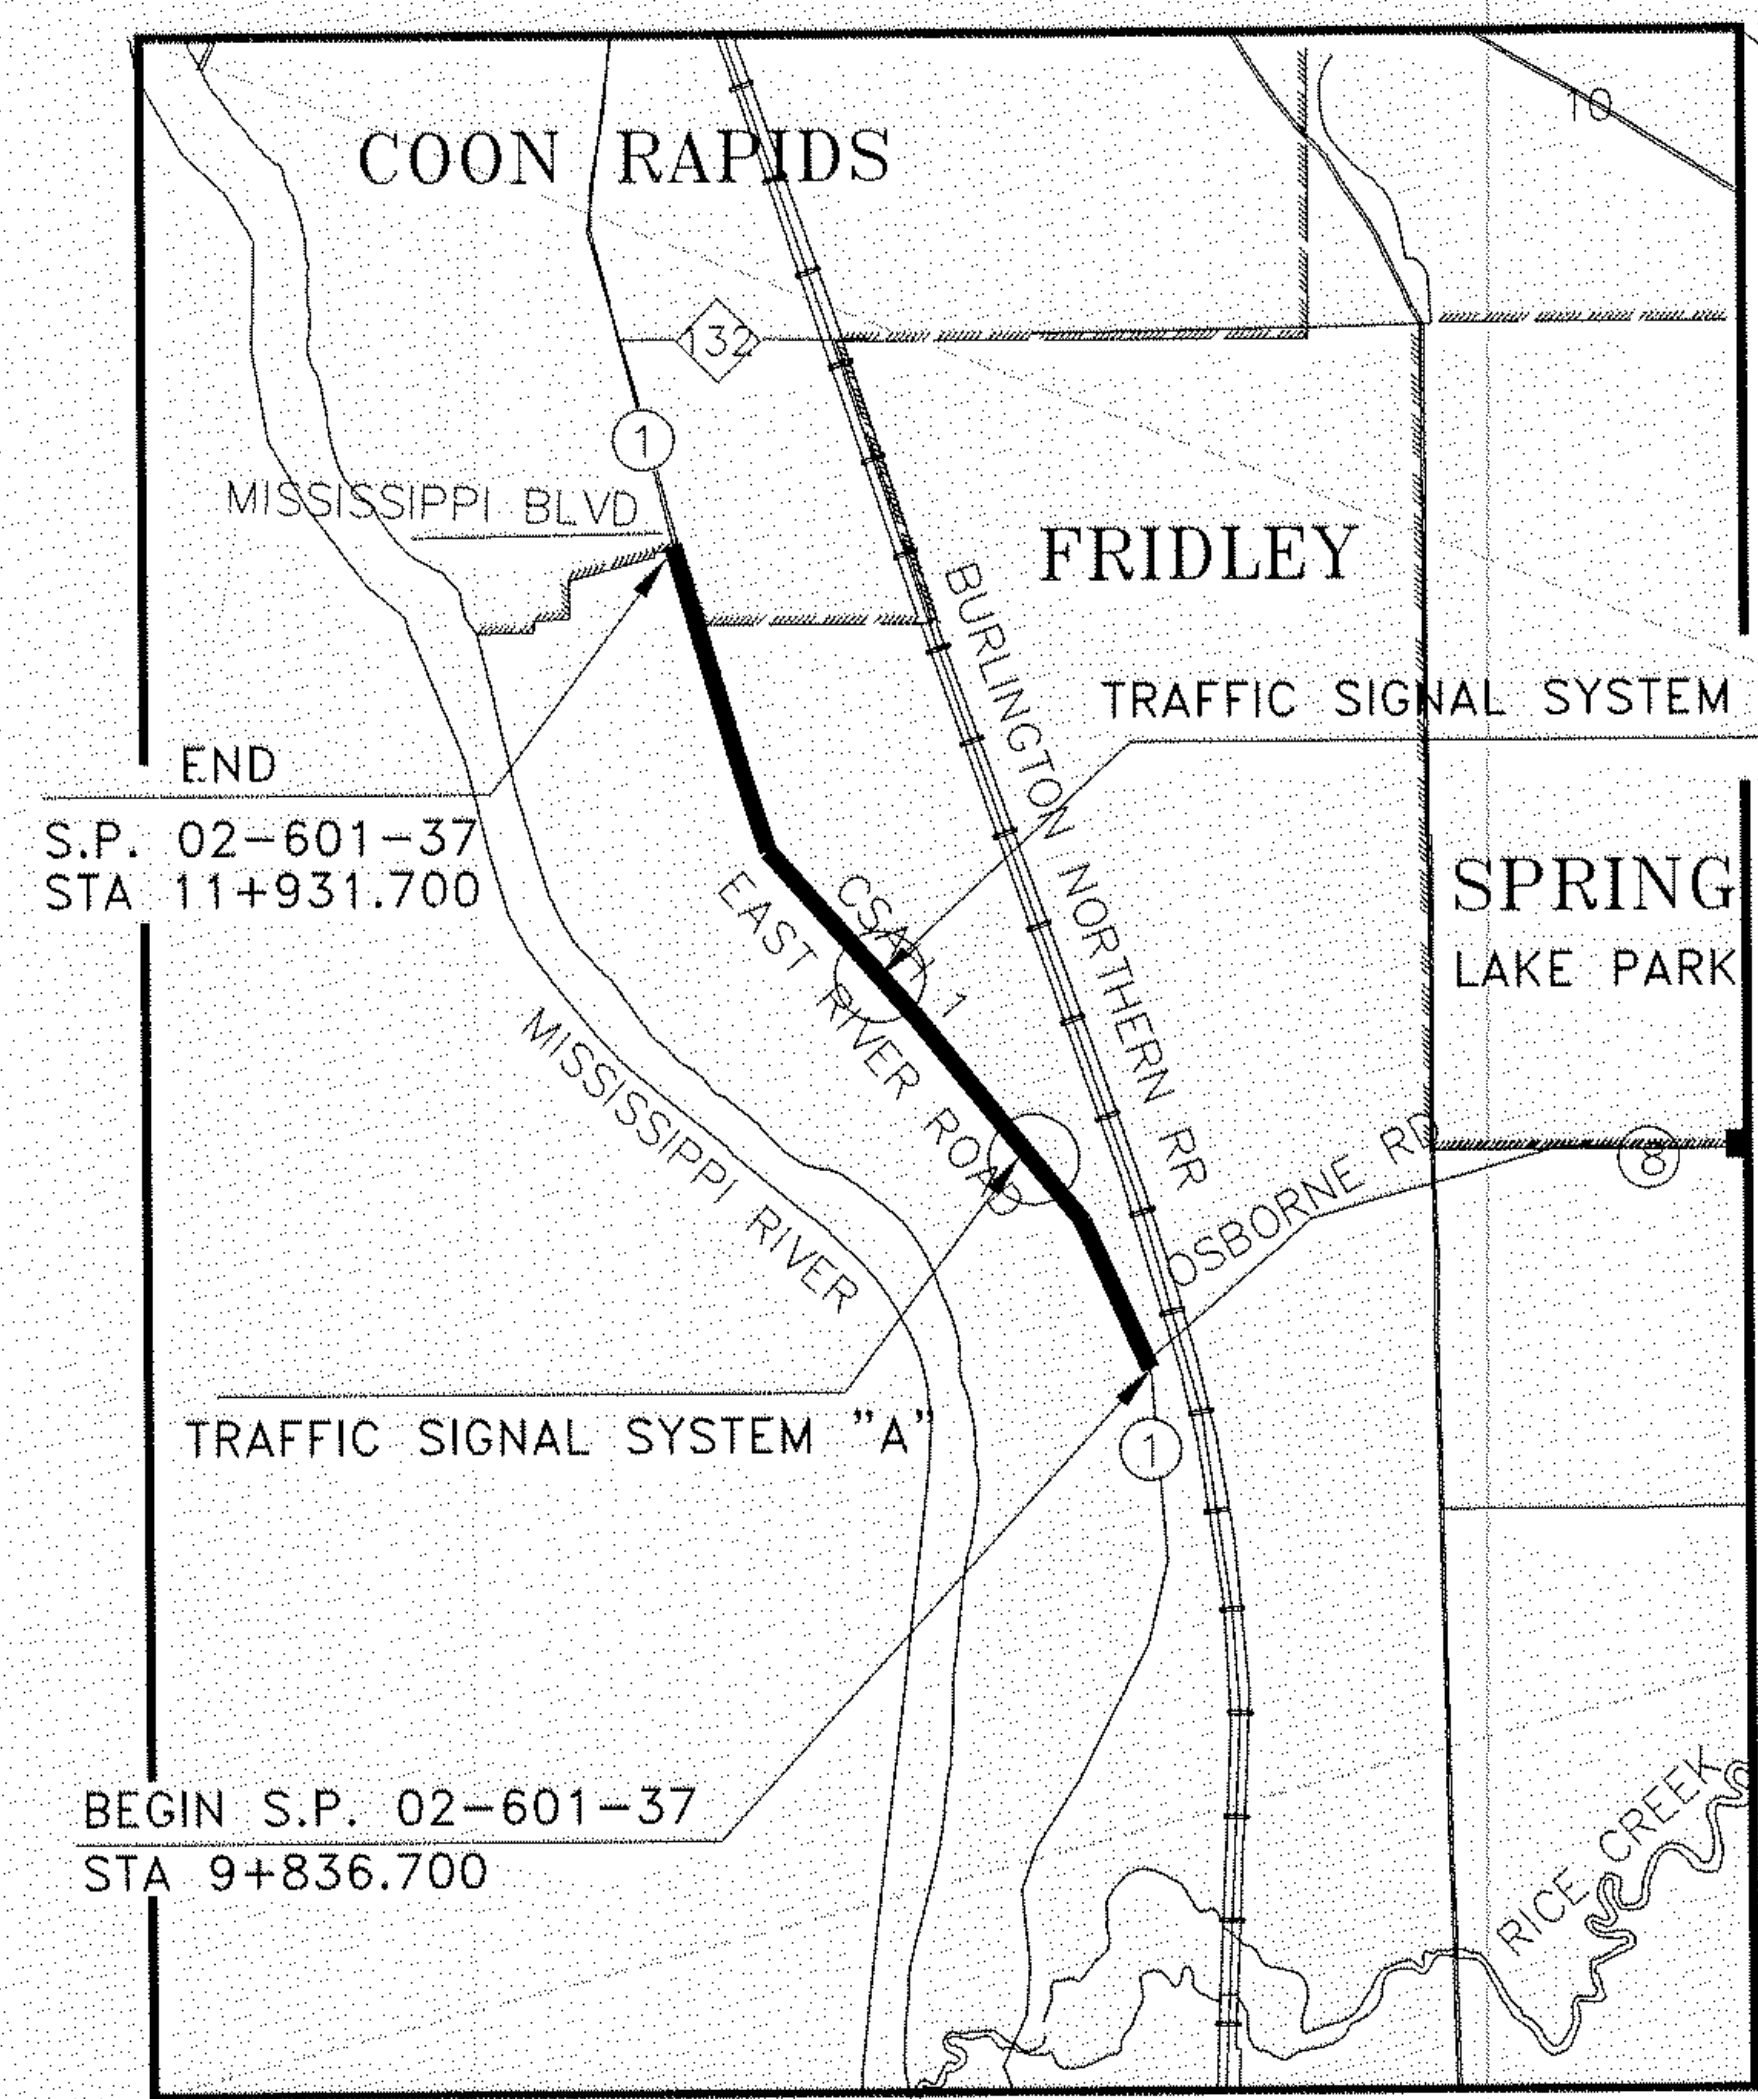 10
COON RAPIDS
132
1
MISSISSIPPI BLVD
FRIDLEY
BURLINGTON NORTHERN RR
TRAFFIC SIGNAL SYSTEM
END
S.P. 02-601-37
STA 11+931.700
SPRING
LAKE PARK
CSAH 1
EAST RIVER ROAD
MISSISSIPPI RIVER
OSBORNE RD
8
TRAFFIC SIGNAL SYSTEM "A"
1
BEGIN S.P. 02-601-37
STA 9+836.700
RICE CREEK